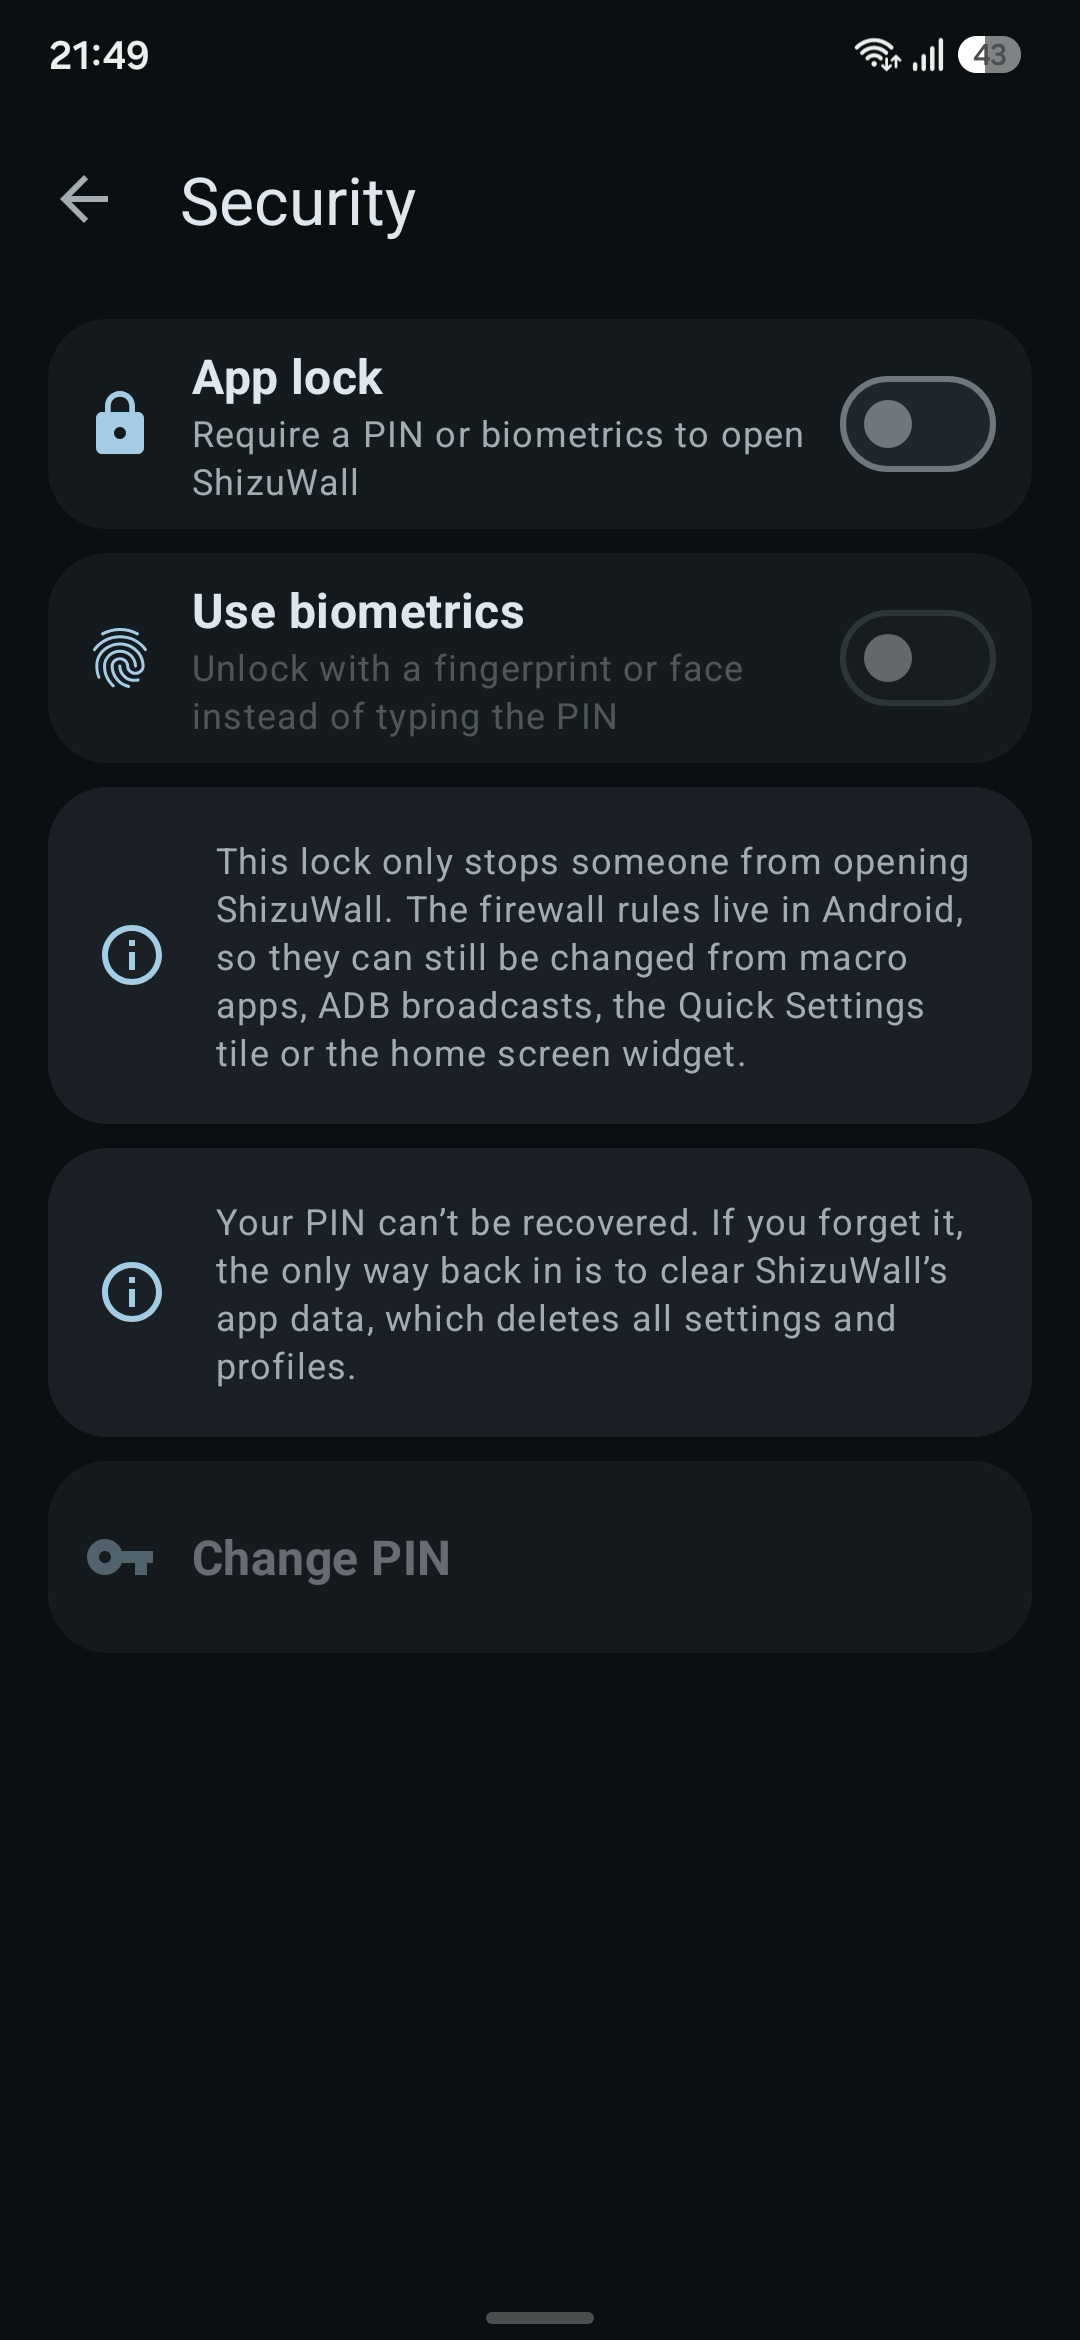 21:49
43
Security
App lock
Require a PIN or biometrics to open
ShizuWall
Use biometrics
Unlock with a fingerprint or face
instead of typing the PIN
This lock only stops someone from opening
ShizuWall. The firewall rules live in Android,
so they can still be changed from macro
apps, ADB broadcasts, the Quick Settings
tile or the home screen widget.
Your PIN can’t be recovered. If you forget it,
the only way back in is to clear ShizuWall’s
app data, which deletes all settings and
profiles.
Change PIN